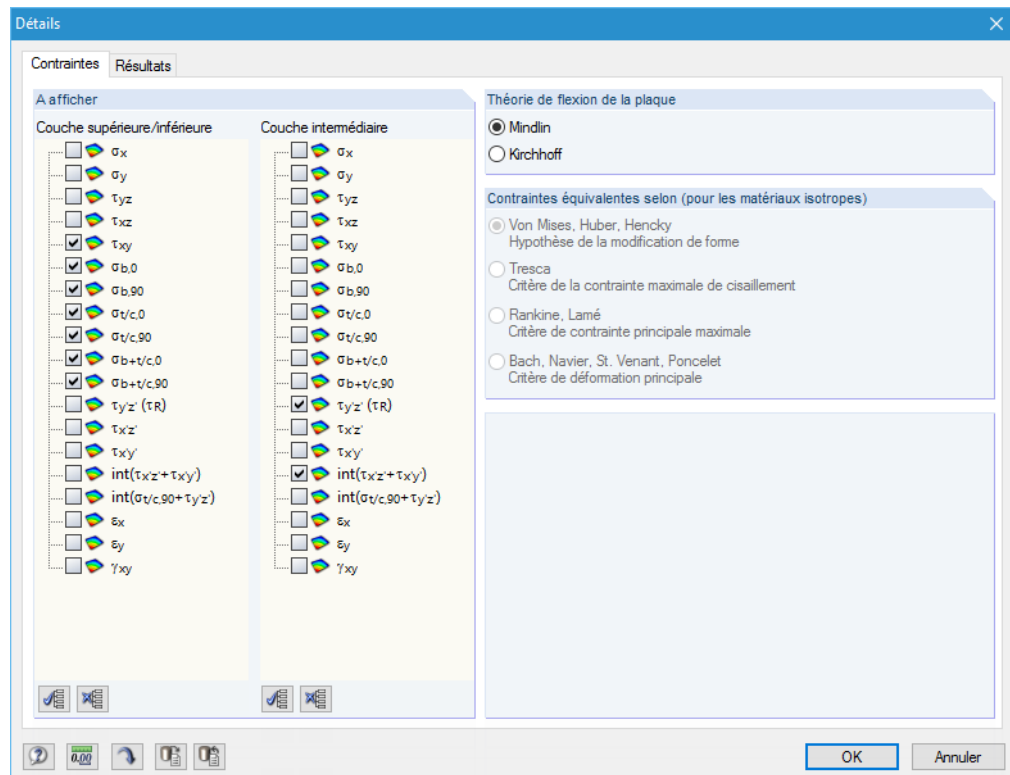 Détails
Contraintes Résultats
A afficher
Couche supérieure/inférieure
σx
σy
τyz
τxz
τxy
σb,0
σb,90
σt/c,0
σt/c,90
σb+t/c,0
σb+t/c,90
τy'z' (τR)
τx'z'
τx'y'
int(τx'z'+τx'y')
int(σt/c,90+τy'z')
εx
εy
γxy
Couche intermédiaire
σx
σy
τyz
τxz
τxy
σb,0
σb,90
σt/c,0
σt/c,90
σb+t/c,0
σb+t/c,90
τy'z' (τR)
τx'z'
τx'y'
int(τx'z'+τx'y')
int(σt/c,90+τy'z')
εx
εy
γxy
Théorie de flexion de la plaque
Mindlin
Kirchhoff
Contraintes équivalentes selon (pour les matériaux isotropes)
Von Mises, Huber, Hencky
Hypothèse de la modification de forme
Tresca
Critère de la contrainte maximale de cisaillement
Rankine, Lamé
Critère de contrainte principale maximale
Bach, Navier, St. Venant, Poncelet
Critère de déformation principale
0.00
OK
Annuler